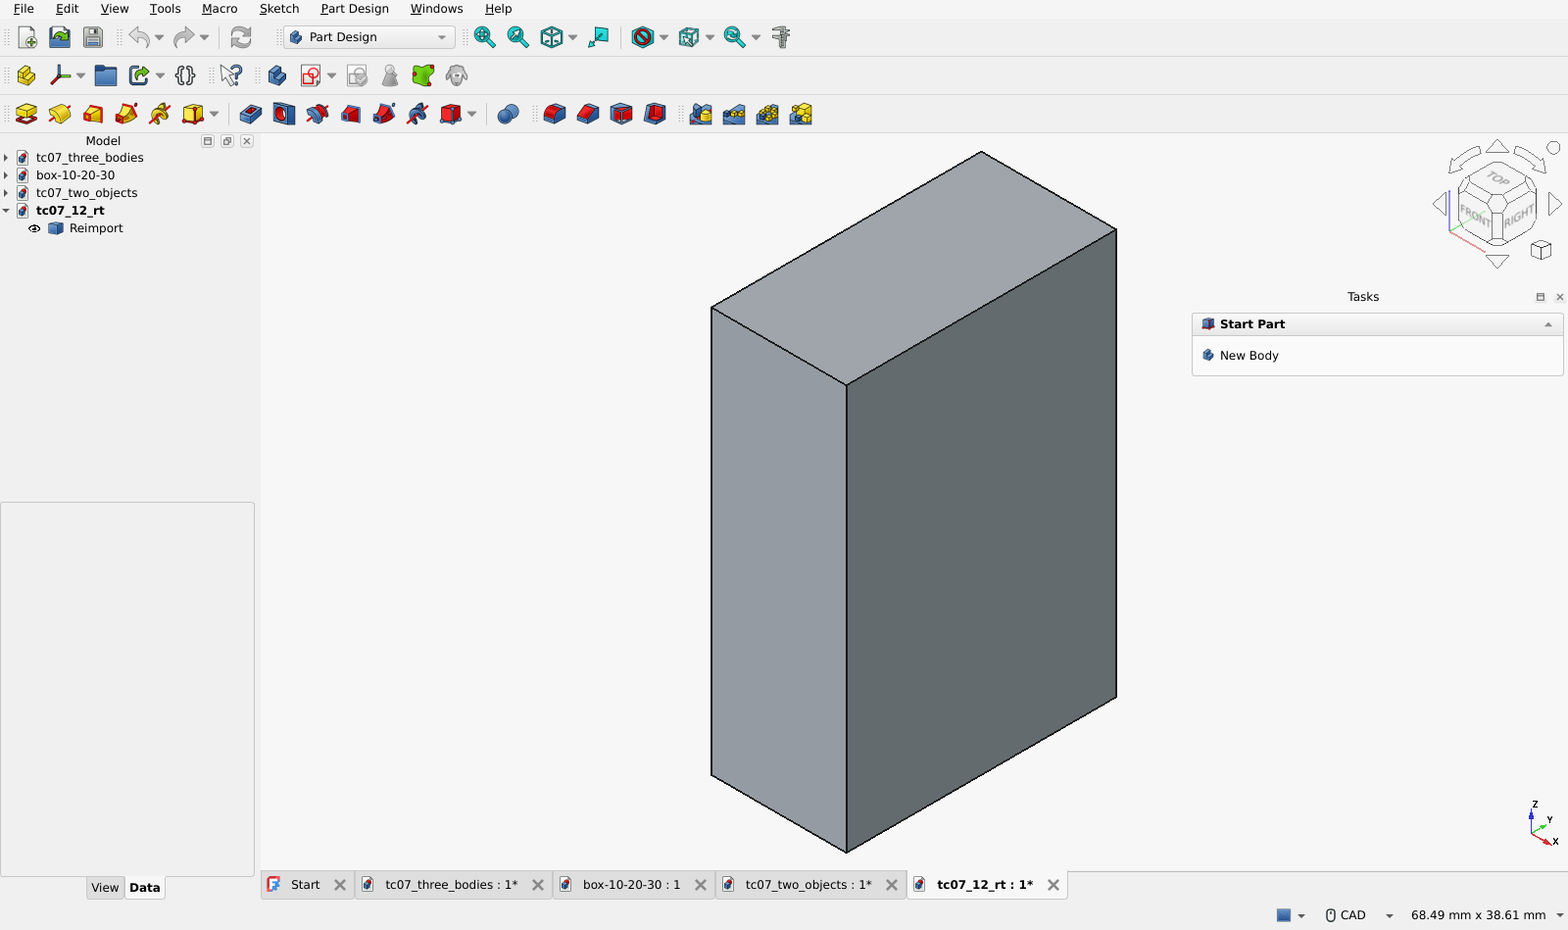 File Edit View Tools Macro Sketch Part Design Windows Help
Part Design
Model
tc07_three_bodies
box-10-20-30
tc07_two_objects
tc07_12_rt
Reimport
TOP
FRONT
RIGHT
Tasks
Start Part
New Body
Z
Y
X
View Data
Start tc07_three_bodies : 1* box-10-20-30 : 1 tc07_two_objects : 1* tc07_12_rt : 1*
CAD 68.49 mm x 38.61 mm